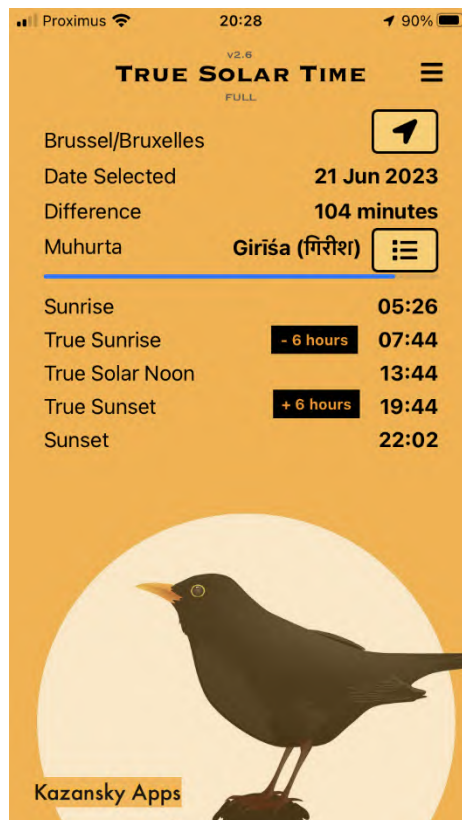 Proximus 20:28 90%
v2.6
TRUE SOLAR TIME
FULL
Brussel/Bruxelles
Date Selected 21 Jun 2023
Difference 104 minutes
Muhurta Girīśa (गिरीश)
Sunrise 05:26
True Sunrise - 6 hours 07:44
True Solar Noon 13:44
True Sunset + 6 hours 19:44
Sunset 22:02
Kazansky Apps